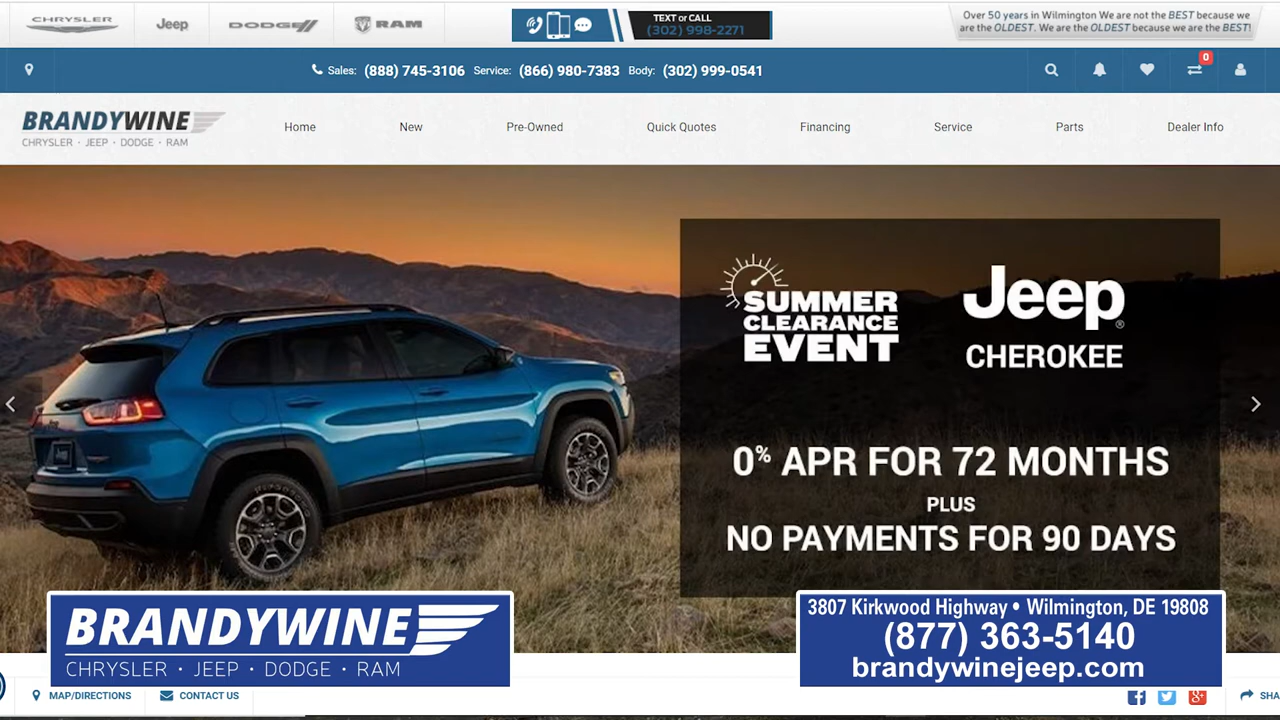 CHRYSLER
Jeep
DODGE
RAM
TEXT or CALL
(302) 998-2271
Over 50 years in Wilmington We are not the BEST because we
are the OLDEST. We are the OLDEST because we are the BEST!
Sales: (888) 745-3106 Service: (866) 980-7383 Body: (302) 999-0541
0
BRANDYWINE
CHRYSLER · JEEP · DODGE · RAM
Home
New
Pre-Owned
Quick Quotes
Financing
Service
Parts
Dealer Info
SUMMER
CLEARANCE
EVENT
Jeep®
CHEROKEE
0% APR FOR 72 MONTHS
PLUS
NO PAYMENTS FOR 90 DAYS
BRANDYWINE
CHRYSLER · JEEP · DODGE · RAM
3807 Kirkwood Highway • Wilmington, DE 19808
(877) 363-5140
brandywinejeep.com
MAP/DIRECTIONS
CONTACT US
SHA